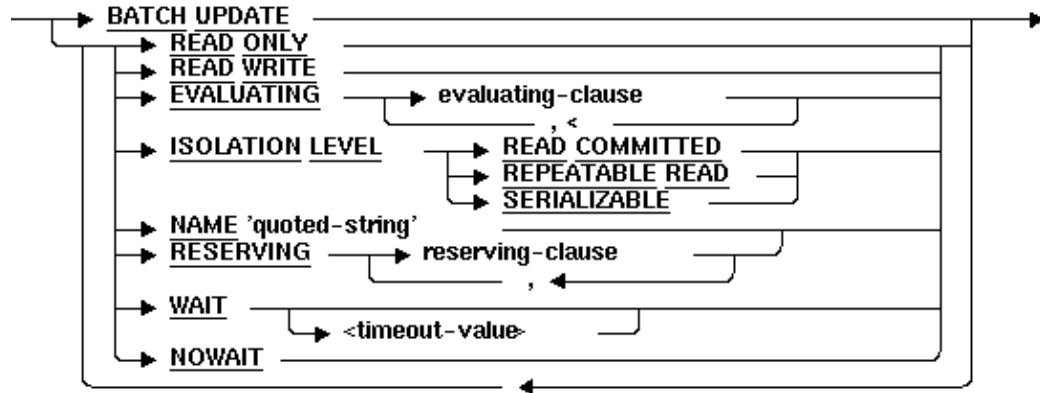 BATCH UPDATE
READ ONLY
READ WRITE
EVALUATING evaluating-clause
, <
ISOLATION LEVEL READ COMMITTED
REPEATABLE READ
SERIALIZABLE
NAME 'quoted-string'
RESERVING reserving-clause
,
WAIT
<timeout-value>
NOWAIT